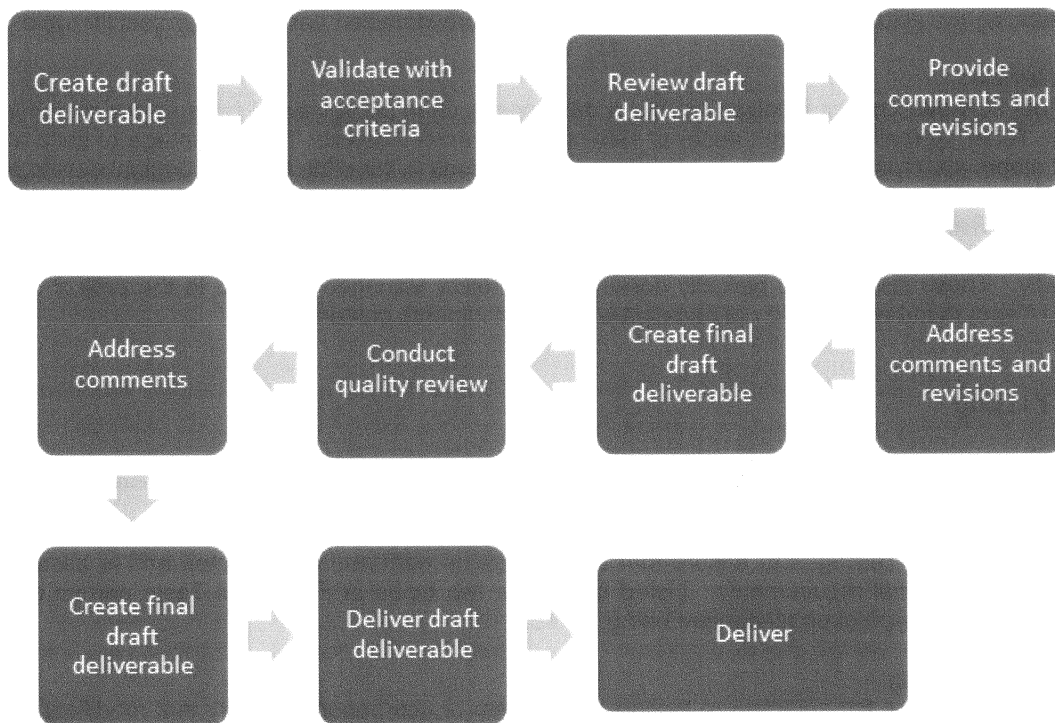 Create draft
deliverable
Validate with
acceptance
criteria
Review draft
deliverable
Provide
comments and
revisions
Address
comments and
revisions
Create final
draft
deliverable
Conduct
quality review
Address
comments
Create final
draft
deliverable
Deliver draft
deliverable
Deliver